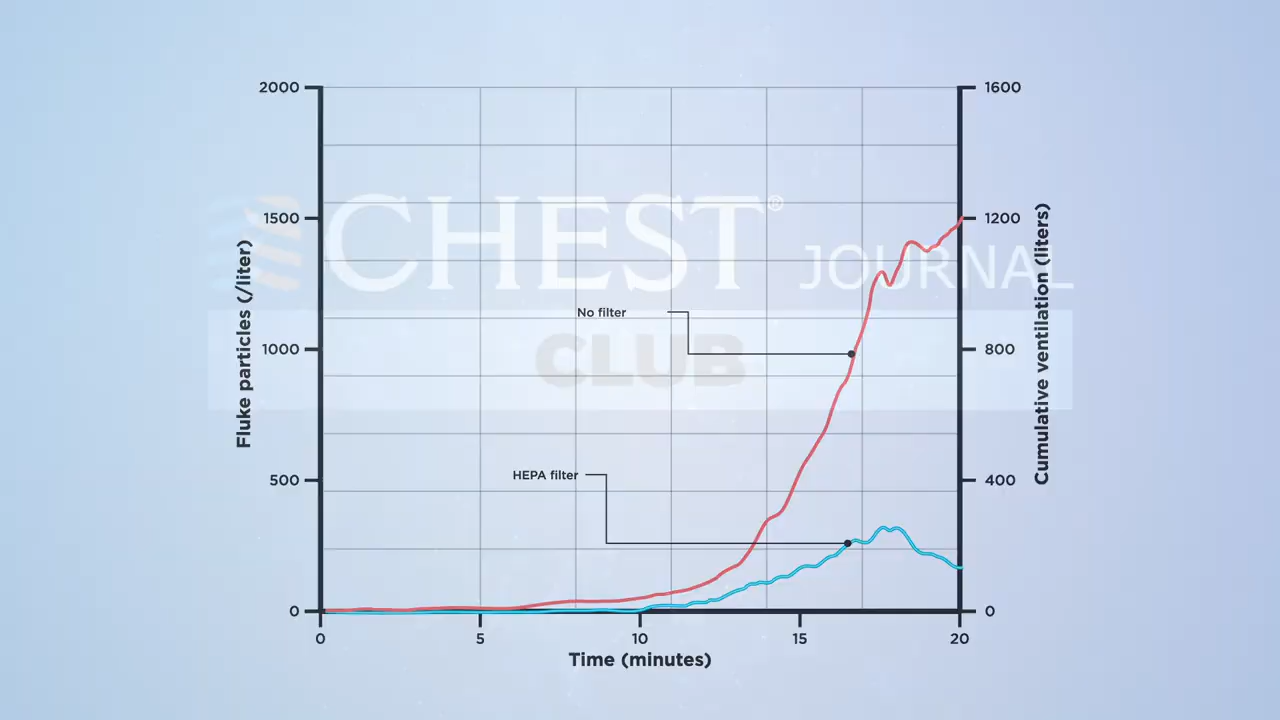 2000
1500
1000
500
0
Fluke particles (/liter)
1600
1200
800
400
0
Cumulative ventilation (liters)
CHEST® JOURNAL
CLUB
No filter
HEPA filter
0 5 10 15 20
Time (minutes)